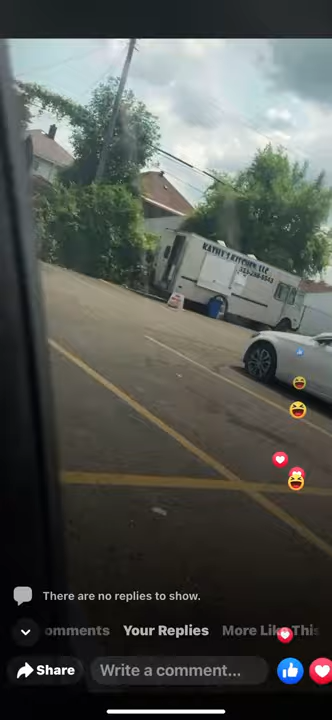 KATHY'S KITCHEN, LLC
There are no replies to show.
omments Your Replies More Like This
Share Write a comment...